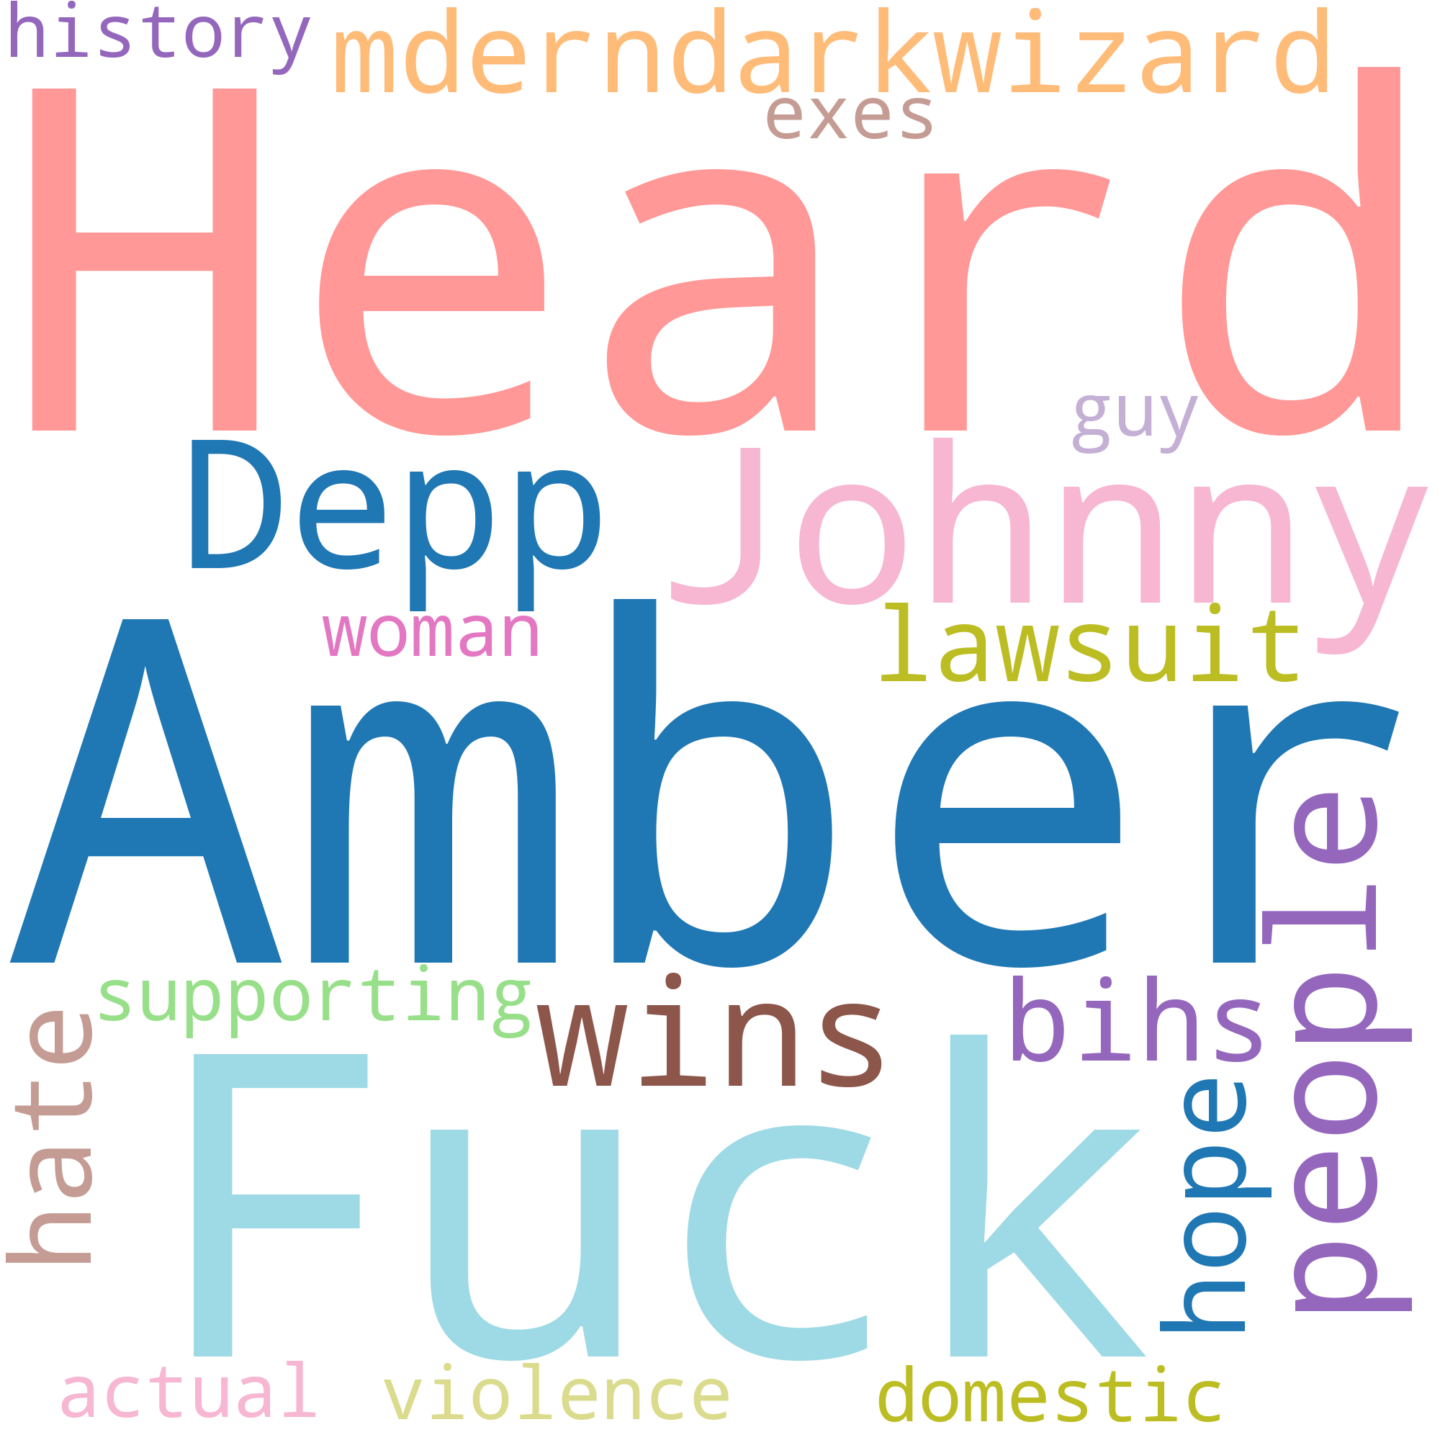 history
mderndarkwizard
exes
Heard
guy
Depp
Johnny
woman
lawsuit
Amber
people
supporting
wins
bihs
hate
Fuck
hope
actual
violence
domestic